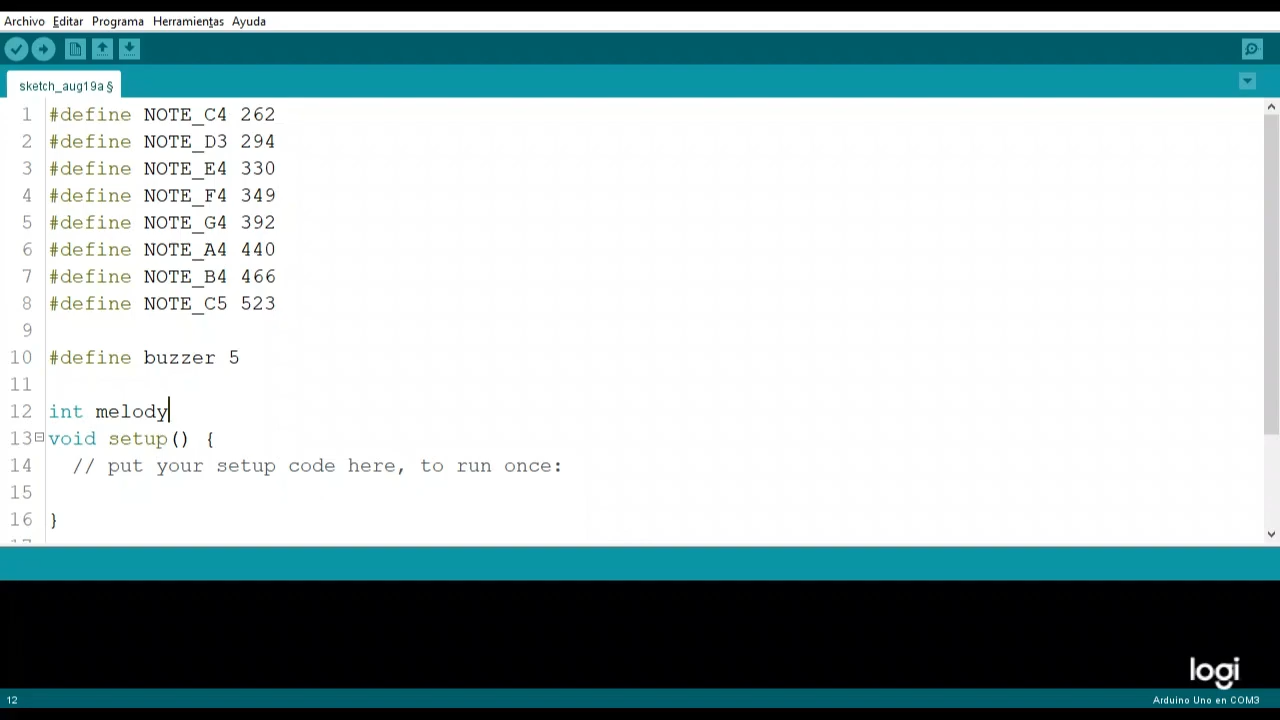 Archivo Editar Programa Herramientas Ayuda
sketch_aug19a §
1 #define NOTE_C4 262
2 #define NOTE_D3 294
3 #define NOTE_E4 330
4 #define NOTE_F4 349
5 #define NOTE_G4 392
6 #define NOTE_A4 440
7 #define NOTE_B4 466
8 #define NOTE_C5 523
9
10 #define buzzer 5
11
12 int melody
13 void setup() {
14 // put your setup code here, to run once:
15
16 }
logi
12
Arduino Uno en COM3